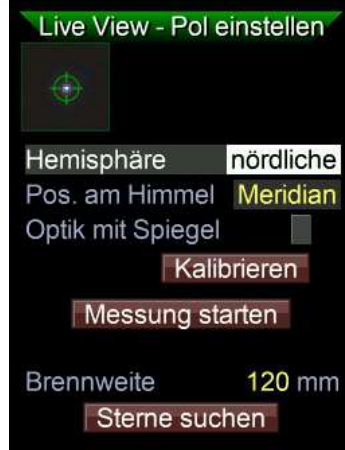 Live View - Pol einstellen
Hemisphäre nördliche
Pos. am Himmel Meridian
Optik mit Spiegel
Kalibrieren
Messung starten
Brennweite 120 mm
Sterne suchen